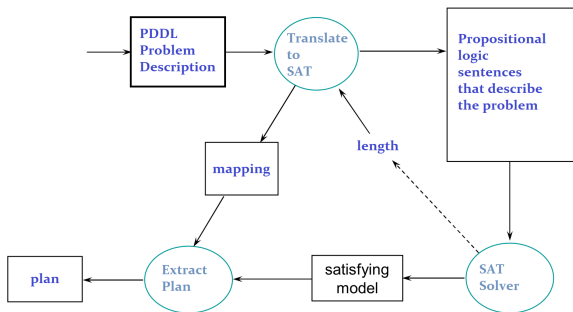 PDDL
Problem
Description
Translate
to
SAT
Propositional
logic
sentences
that describe
the problem
mapping
length
plan
Extract
Plan
satisfying
model
SAT
Solver